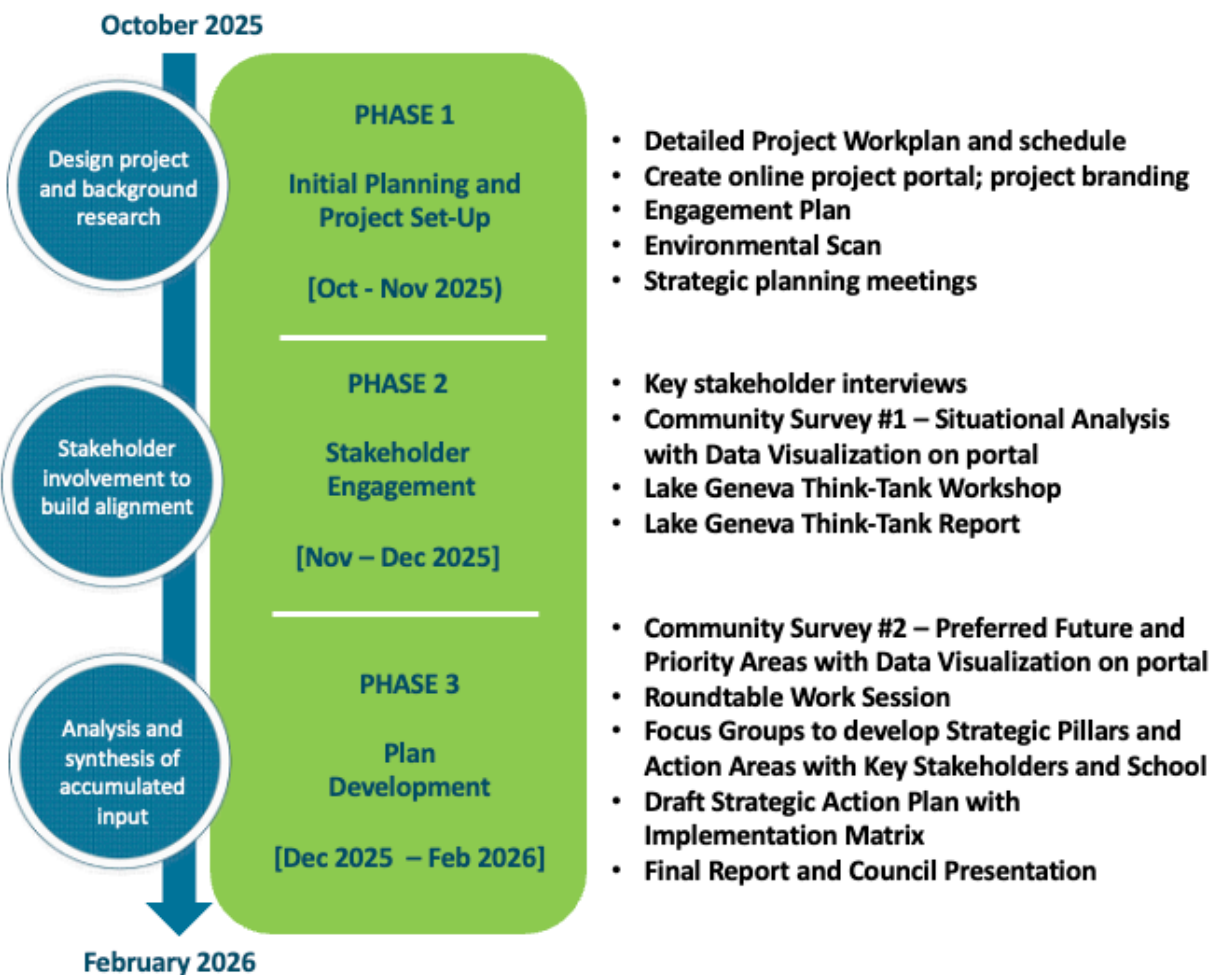 October 2025
Design project
and background
research
PHASE 1
Initial Planning and
Project Set-Up
[Oct - Nov 2025)
• Detailed Project Workplan and schedule
• Create online project portal; project branding
• Engagement Plan
• Environmental Scan
• Strategic planning meetings
Stakeholder
involvement to
build alignment
PHASE 2
Stakeholder
Engagement
[Nov – Dec 2025]
• Key stakeholder interviews
• Community Survey #1 – Situational Analysis
with Data Visualization on portal
• Lake Geneva Think-Tank Workshop
• Lake Geneva Think-Tank Report
Analysis and
synthesis of
accumulated
input
PHASE 3
Plan
Development
[Dec 2025 – Feb 2026]
• Community Survey #2 – Preferred Future and
Priority Areas with Data Visualization on portal
• Roundtable Work Session
• Focus Groups to develop Strategic Pillars and
Action Areas with Key Stakeholders and School
• Draft Strategic Action Plan with
Implementation Matrix
• Final Report and Council Presentation
February 2026